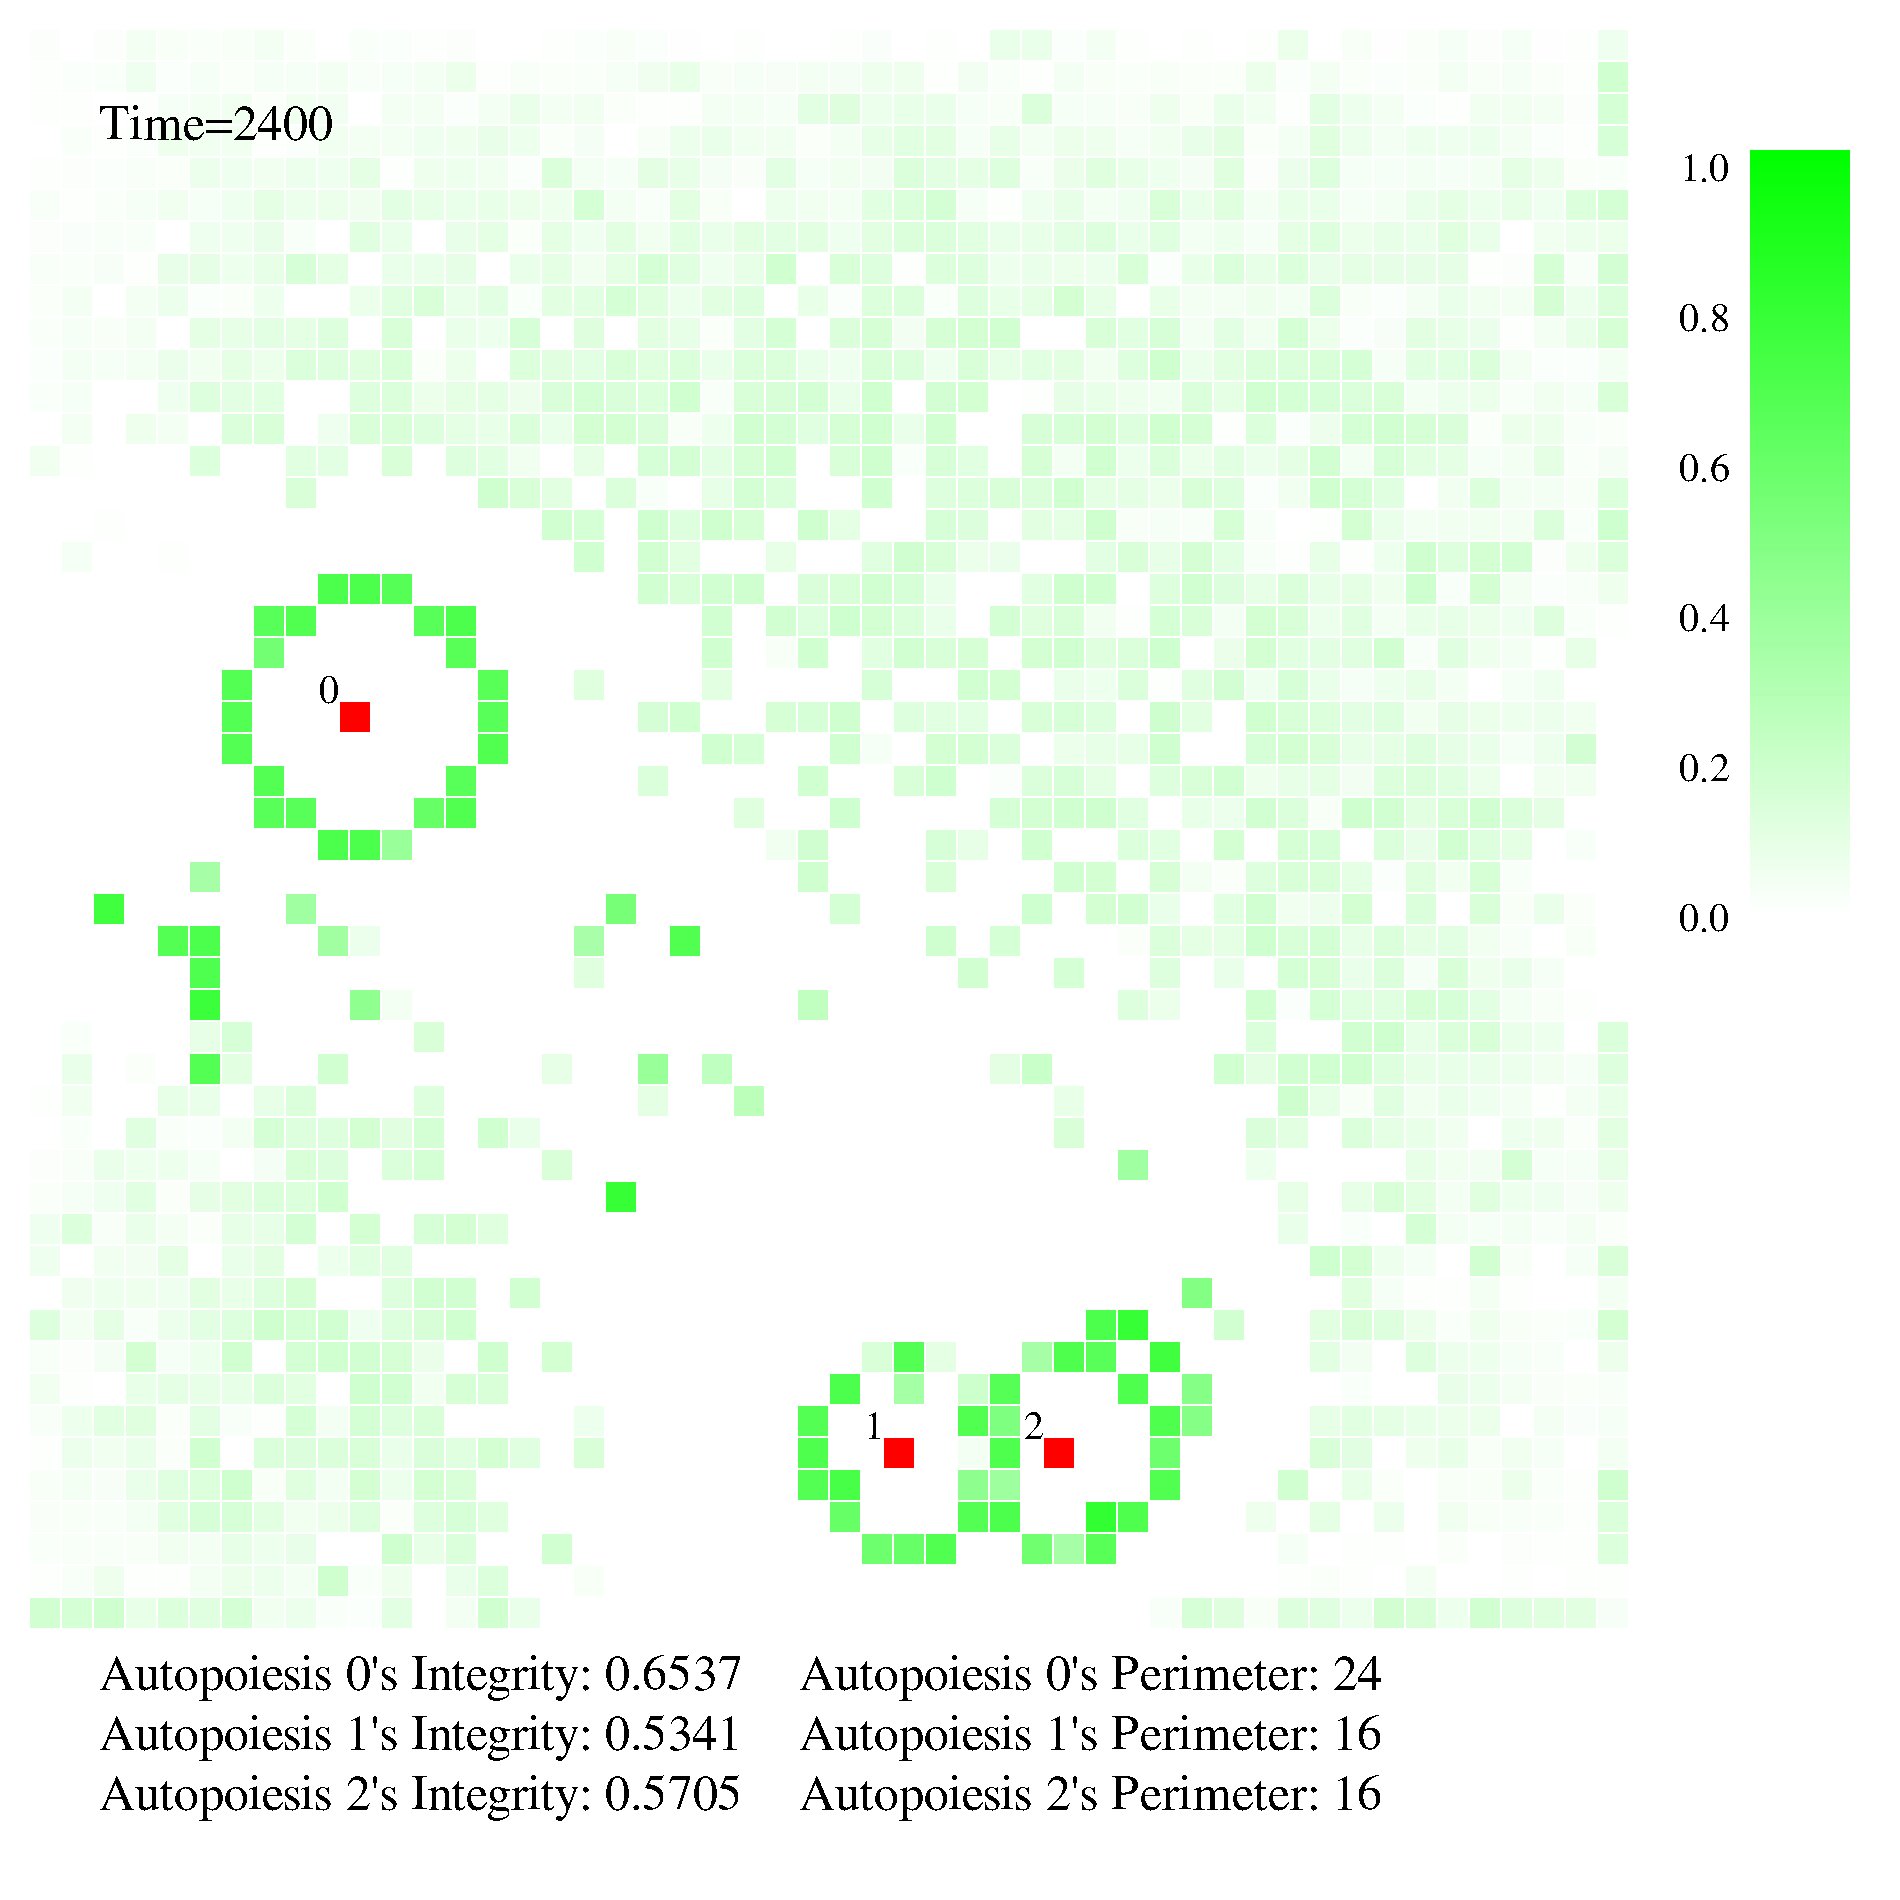 Time=2400
1.0
0.8
0.6
0.4
0.2
0.0
0
1
2
Autopoiesis 0's Integrity: 0.6537 Autopoiesis 0's Perimeter: 24
Autopoiesis 1's Integrity: 0.5341 Autopoiesis 1's Perimeter: 16
Autopoiesis 2's Integrity: 0.5705 Autopoiesis 2's Perimeter: 16